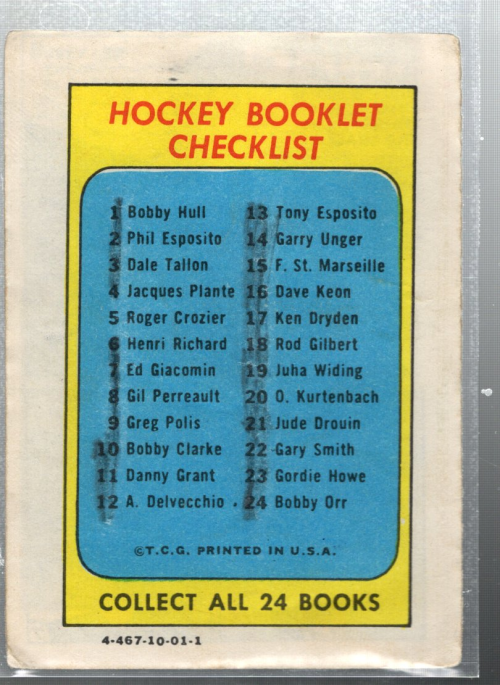 HOCKEY BOOKLET
CHECKLIST
1 Bobby Hull
2 Phil Esposito
3 Dale Tallon
4 Jacques Plante
5 Roger Crozier
6 Henri Richard
7 Ed Giacomin
8 Gil Perreault
9 Greg Polis
10 Bobby Clarke
11 Danny Grant
12 A. Delvecchio
13 Tony Esposito
14 Garry Unger
15 F. St. Marseille
16 Dave Keon
17 Ken Dryden
18 Rod Gilbert
19 Juha Widing
20 O. Kurtenbach
21 Jude Drouin
22 Gary Smith
23 Gordie Howe
24 Bobby Orr
©T.C.G. PRINTED IN U.S.A.
COLLECT ALL 24 BOOKS
4-467-10-01-1